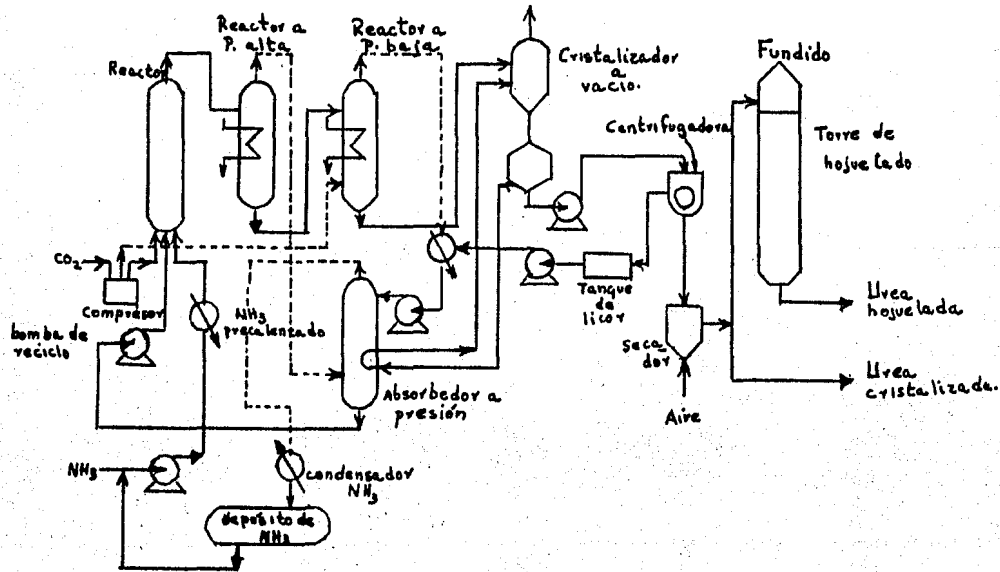 Reactor
Reactor a
P. alta
Reactor a
P. baja
Cristalizador
a
vacio.
Fundido
Centrifugadora
Torre de
hojuelado
CO₂
Compresor
NH₃
precalentado
bomba de
reciclo
Tanque
de
licor
Seca-
dor
Absorbedor a
presión
Aire
Urea
hojuelada
Urea
cristalizada.
NH₃
condensador
NH₃
depósito de
NH₃